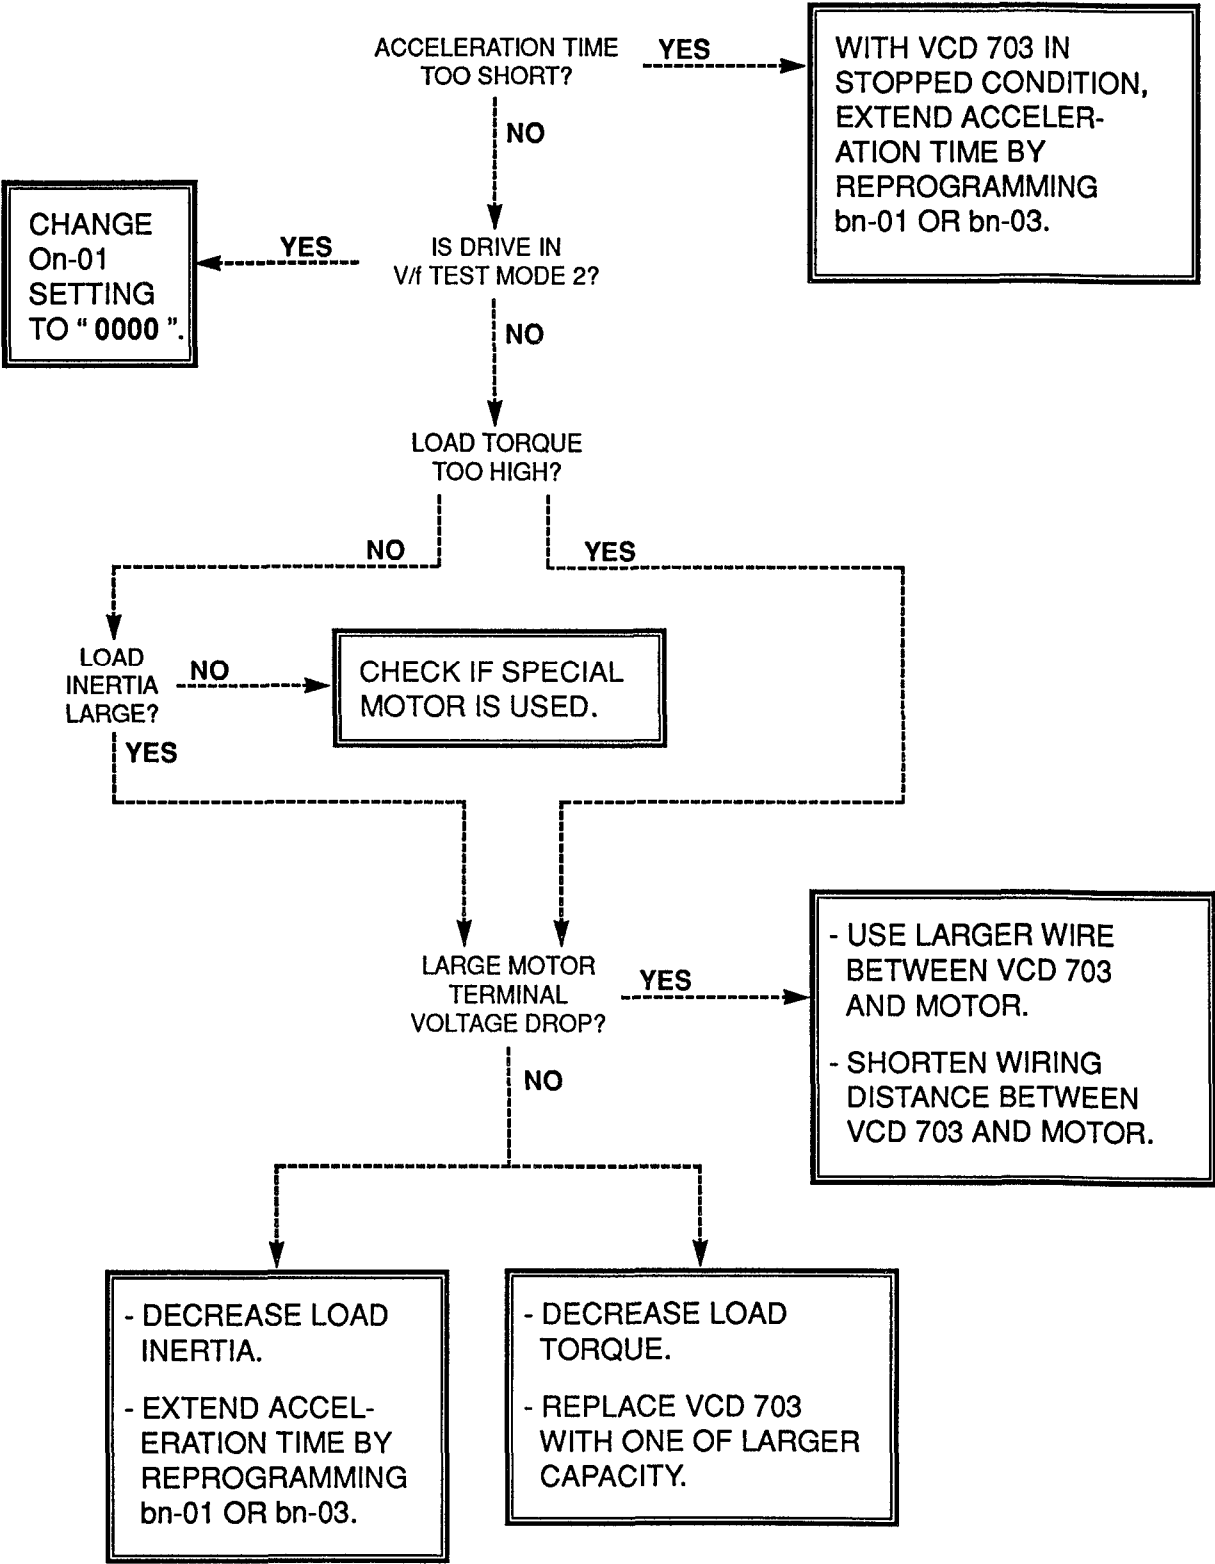 ACCELERATION TIME
TOO SHORT?
YES
WITH VCD 703 IN
STOPPED CONDITION,
EXTEND ACCELER-
ATION TIME BY
REPROGRAMMING
bn-01 OR bn-03.
NO
CHANGE
On-01
SETTING
TO " 0000 ".
YES
IS DRIVE IN
V/f TEST MODE 2?
NO
LOAD TORQUE
TOO HIGH?
NO
YES
LOAD
INERTIA
LARGE?
NO
CHECK IF SPECIAL
MOTOR IS USED.
YES
LARGE MOTOR
TERMINAL
VOLTAGE DROP?
YES
- USE LARGER WIRE
BETWEEN VCD 703
AND MOTOR.
- SHORTEN WIRING
DISTANCE BETWEEN
VCD 703 AND MOTOR.
NO
- DECREASE LOAD
INERTIA.
- EXTEND ACCEL-
ERATION TIME BY
REPROGRAMMING
bn-01 OR bn-03.
- DECREASE LOAD
TORQUE.
- REPLACE VCD 703
WITH ONE OF LARGER
CAPACITY.